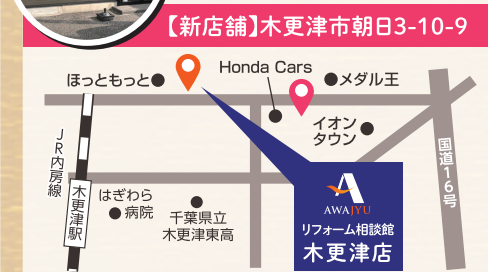 【新店舗】木更津市朝日3-10-9
ほっともっと
Honda Cars
メダル王
イオン
タウン
JR内房線
国道16号
木更津駅
はぎわら
病院
千葉県立
木更津東高
AWAJYU
リフォーム相談館
木更津店